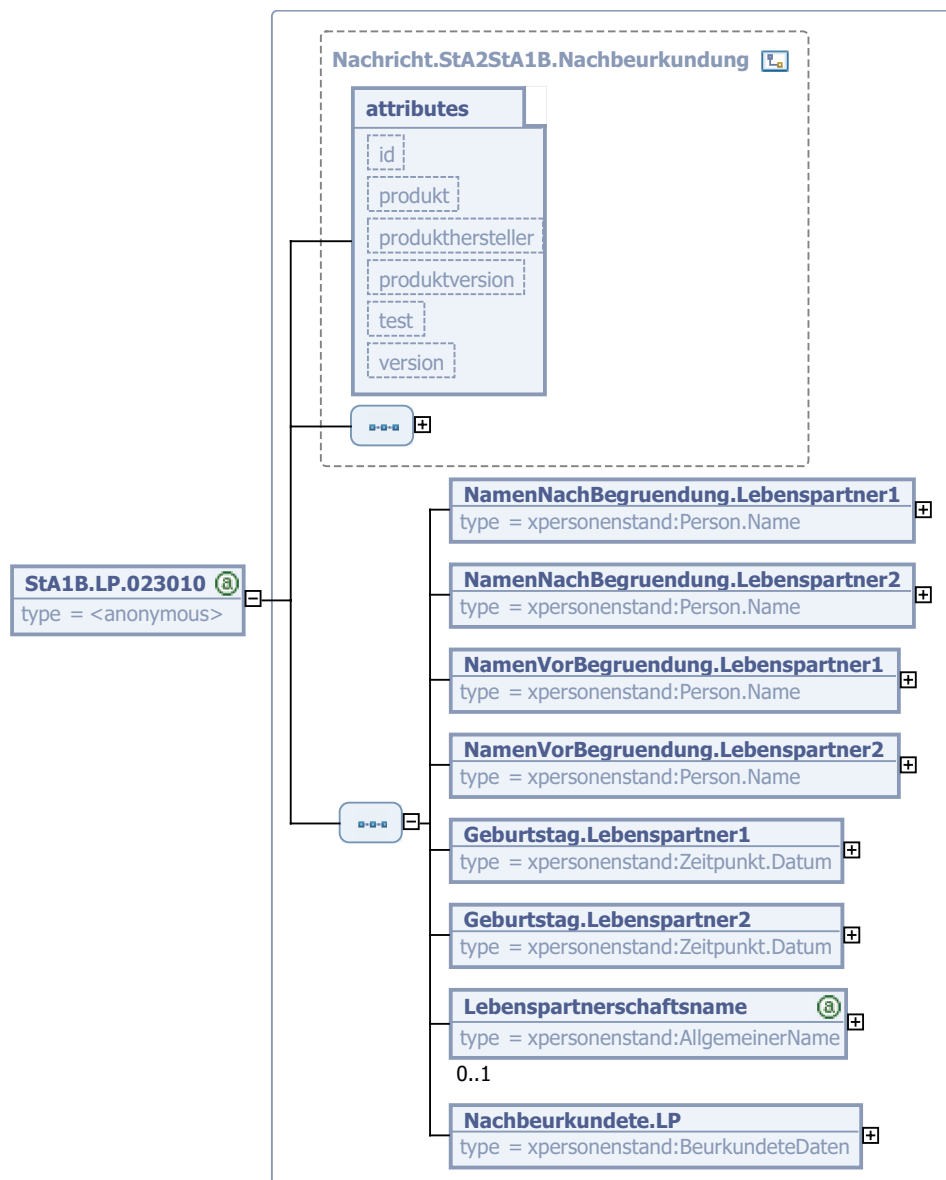 Nachricht.StA2StA1B.Nachbeurkundung
attributes
id
produkt
produkthersteller
produktversion
test
version
StA1B.LP.023010 @
type = <anonymous>
NamenNachBegruendung.Lebenspartner1
type = xpersonenstand:Person.Name
NamenNachBegruendung.Lebenspartner2
type = xpersonenstand:Person.Name
NamenVorBegruendung.Lebenspartner1
type = xpersonenstand:Person.Name
NamenVorBegruendung.Lebenspartner2
type = xpersonenstand:Person.Name
Geburtstag.Lebenspartner1
type = xpersonenstand:Zeitpunkt.Datum
Geburtstag.Lebenspartner2
type = xpersonenstand:Zeitpunkt.Datum
Lebenspartnerschaftsname @
type = xpersonenstand:AllgemeinerName
0..1
Nachbeurkundete.LP
type = xpersonenstand:BeurkundeteDaten